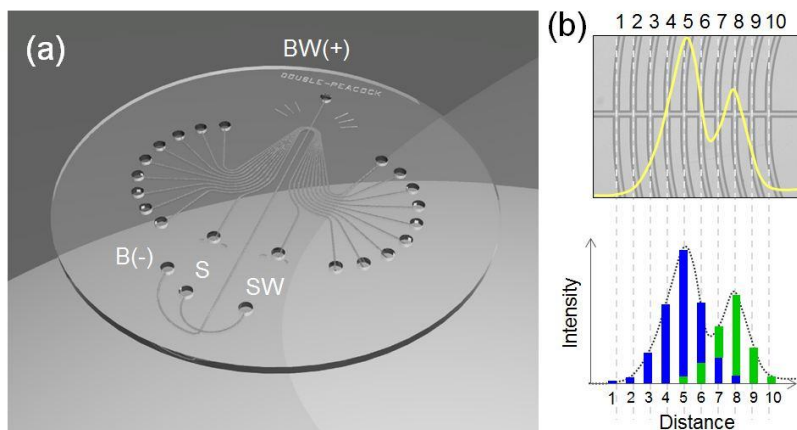 (a)
BW(+)
DOUBLE-PEACOCK
B(-)
S
SW
(b)
1 2 3 4 5 6 7 8 9 10
Intensity
1 2 3 4 5 6 7 8 9 10
Distance